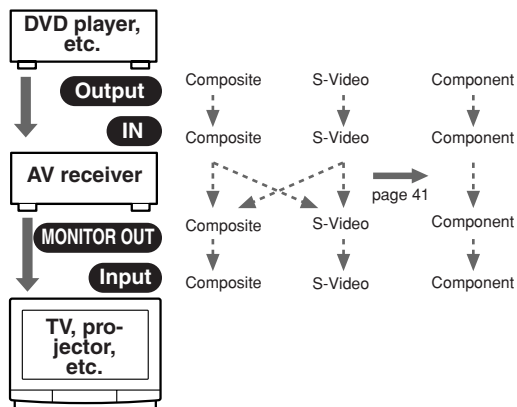 DVD player,
etc.
Output
Composite S-Video Component
IN
Composite S-Video Component
AV receiver
page 41
MONITOR OUT
Composite S-Video Component
Input
Composite S-Video Component
TV, pro-
jector,
etc.